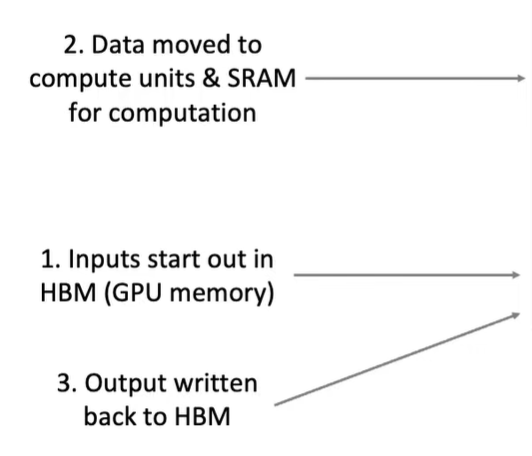 2. Data moved to
compute units & SRAM
for computation
1. Inputs start out in
HBM (GPU memory)
3. Output written
back to HBM